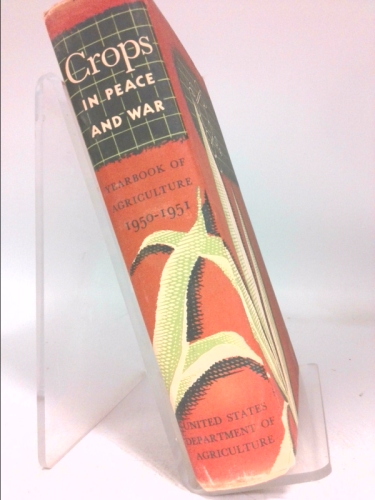 Crops
IN PEACE
AND WAR
YEARBOOK OF
AGRICULTURE
1950-1951
UNITED STATES
DEPARTMENT OF
AGRICULTURE